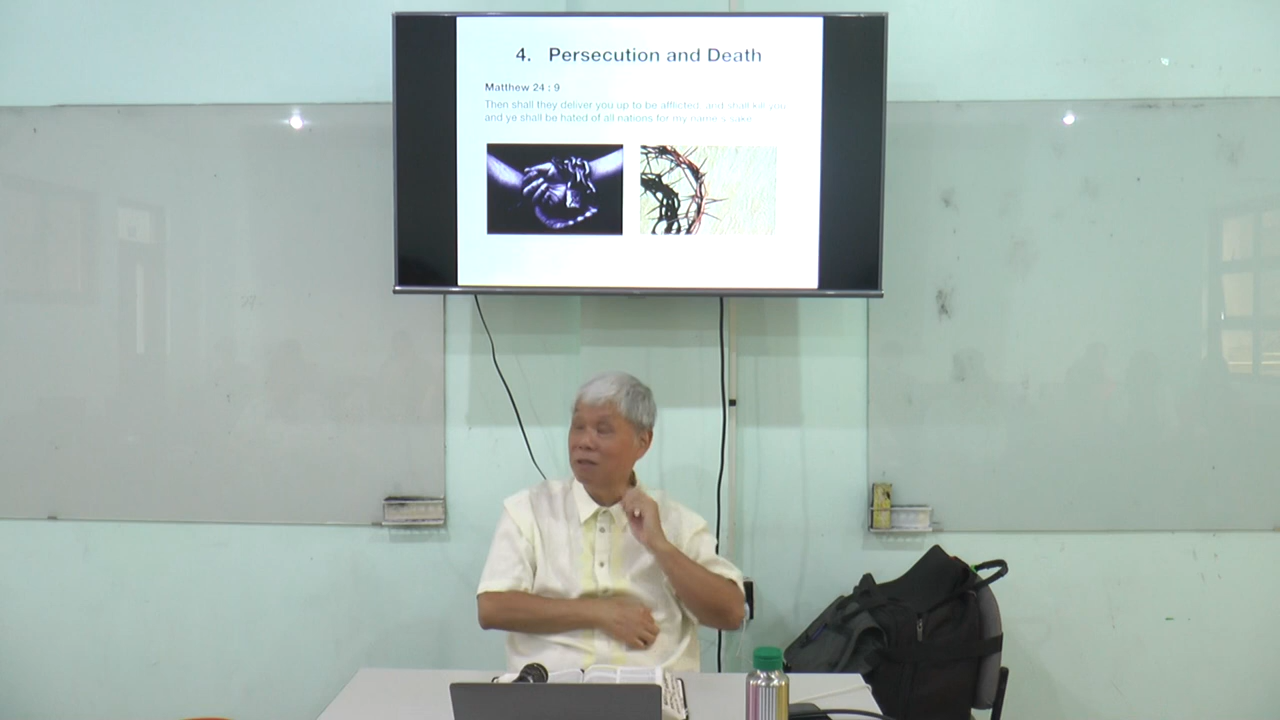 4. Persecution and Death
Matthew 24 : 9
Then shall they deliver you up to be afflicted, and shall kill you
and ye shall be hated of all nations for my name's sake